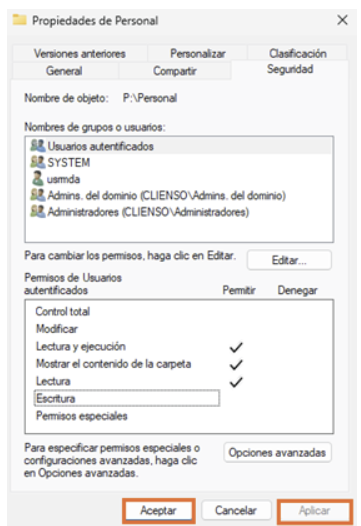 Propiedades de Personal
Versiones anteriores Personalizar Clasificación
General Compartir Seguridad
Nombre de objeto: P:\Personal
Nombres de grupos o usuarios:
Usuarios autentificados
SYSTEM
usrmda
Admins. del dominio (CLIENSO\Admins. del dominio)
Administradores (CLIENSO\Administradores)
Para cambiar los permisos, haga clic en Editar.
Editar...
Permisos de Usuarios
autentificados Permitir Denegar
Control total
Modificar
Lectura y ejecución
Mostrar el contenido de la carpeta
Lectura
Escritura
Permisos especiales
Para especificar permisos especiales o
configuraciones avanzadas, haga clic
en Opciones avanzadas.
Opciones avanzadas
Aceptar Cancelar Aplicar